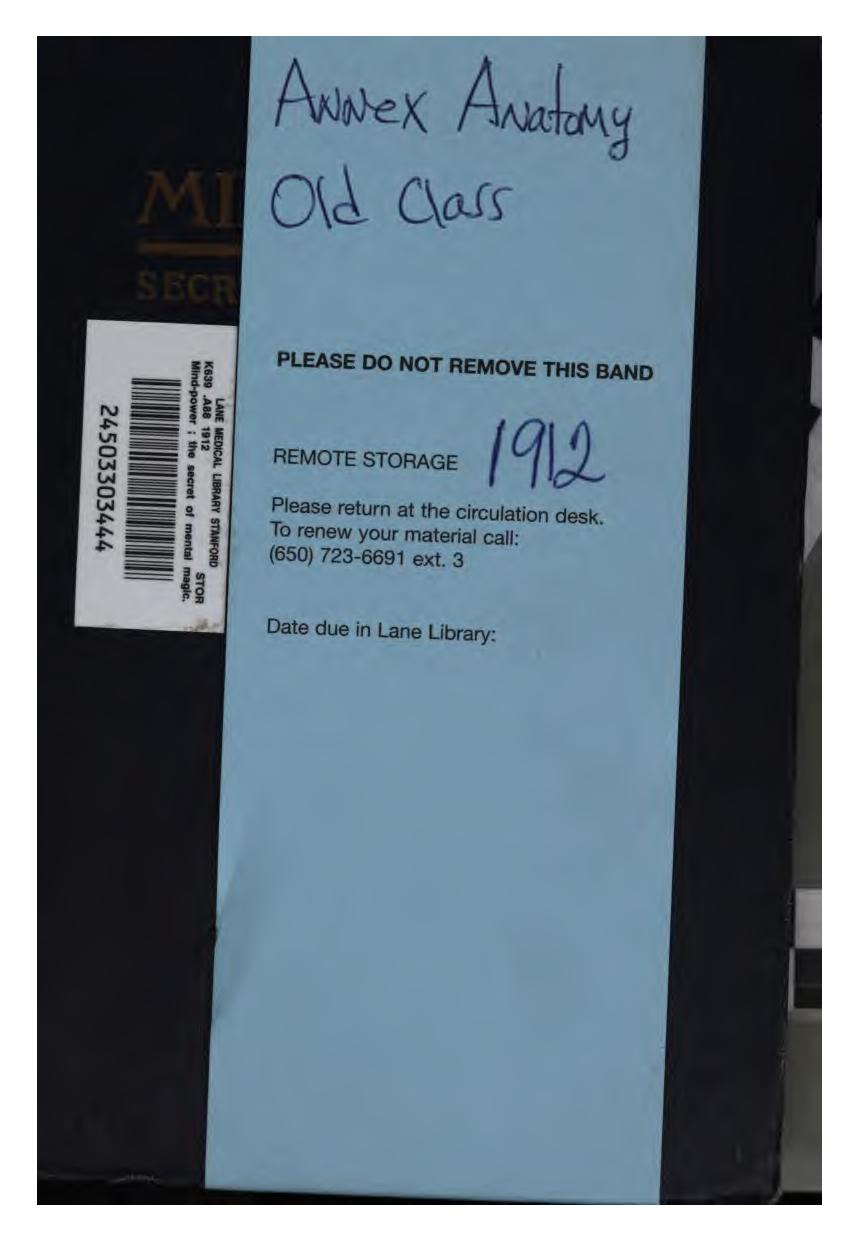 Annex Anatomy
Old Class
MI
SECR
LANE MEDICAL LIBRARY STANFORD
K639 .A88 1912 STOR
Mind-power ; the secret of mental magic.
24503303444
PLEASE DO NOT REMOVE THIS BAND
REMOTE STORAGE 1912
Please return at the circulation desk.
To renew your material call:
(650) 723-6691 ext. 3
Date due in Lane Library: